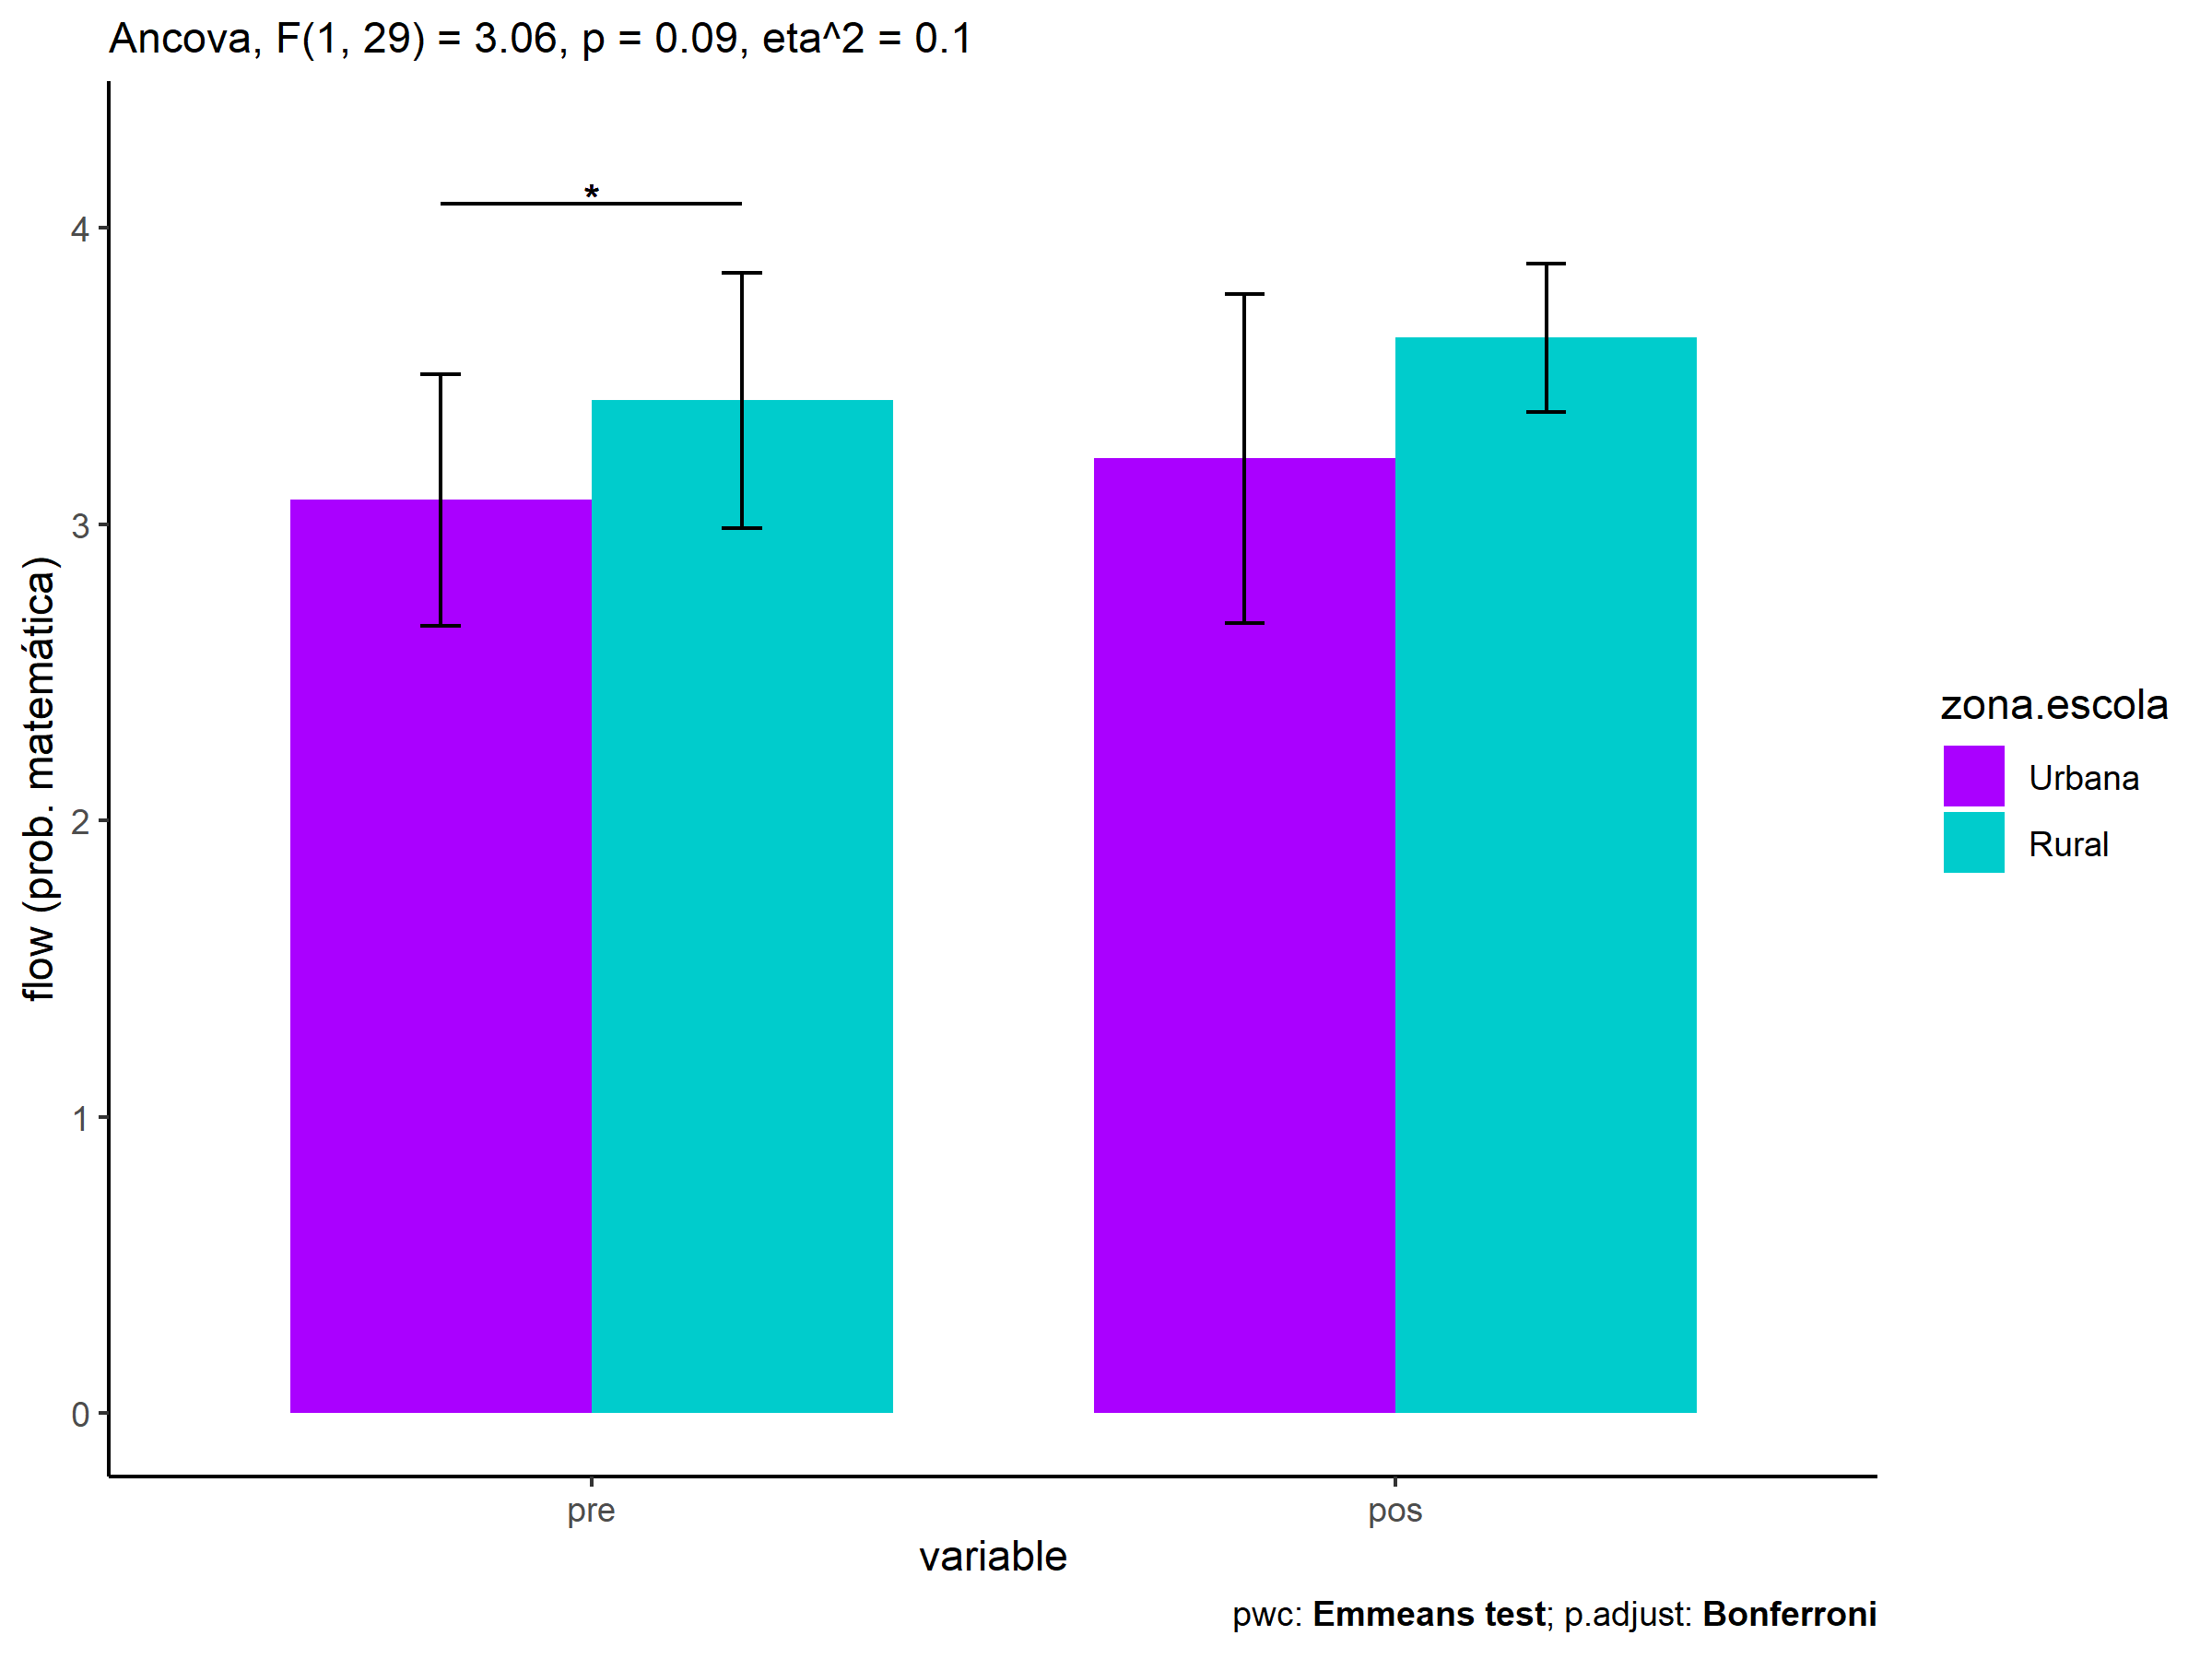 Ancova, F(1, 29) = 3.06, p = 0.09, eta^2 = 0.1
*
4
3
2
1
0
flow (prob. matemática)
pre
pos
variable
zona.escola
Urbana
Rural
pwc: Emmeans test; p.adjust: Bonferroni